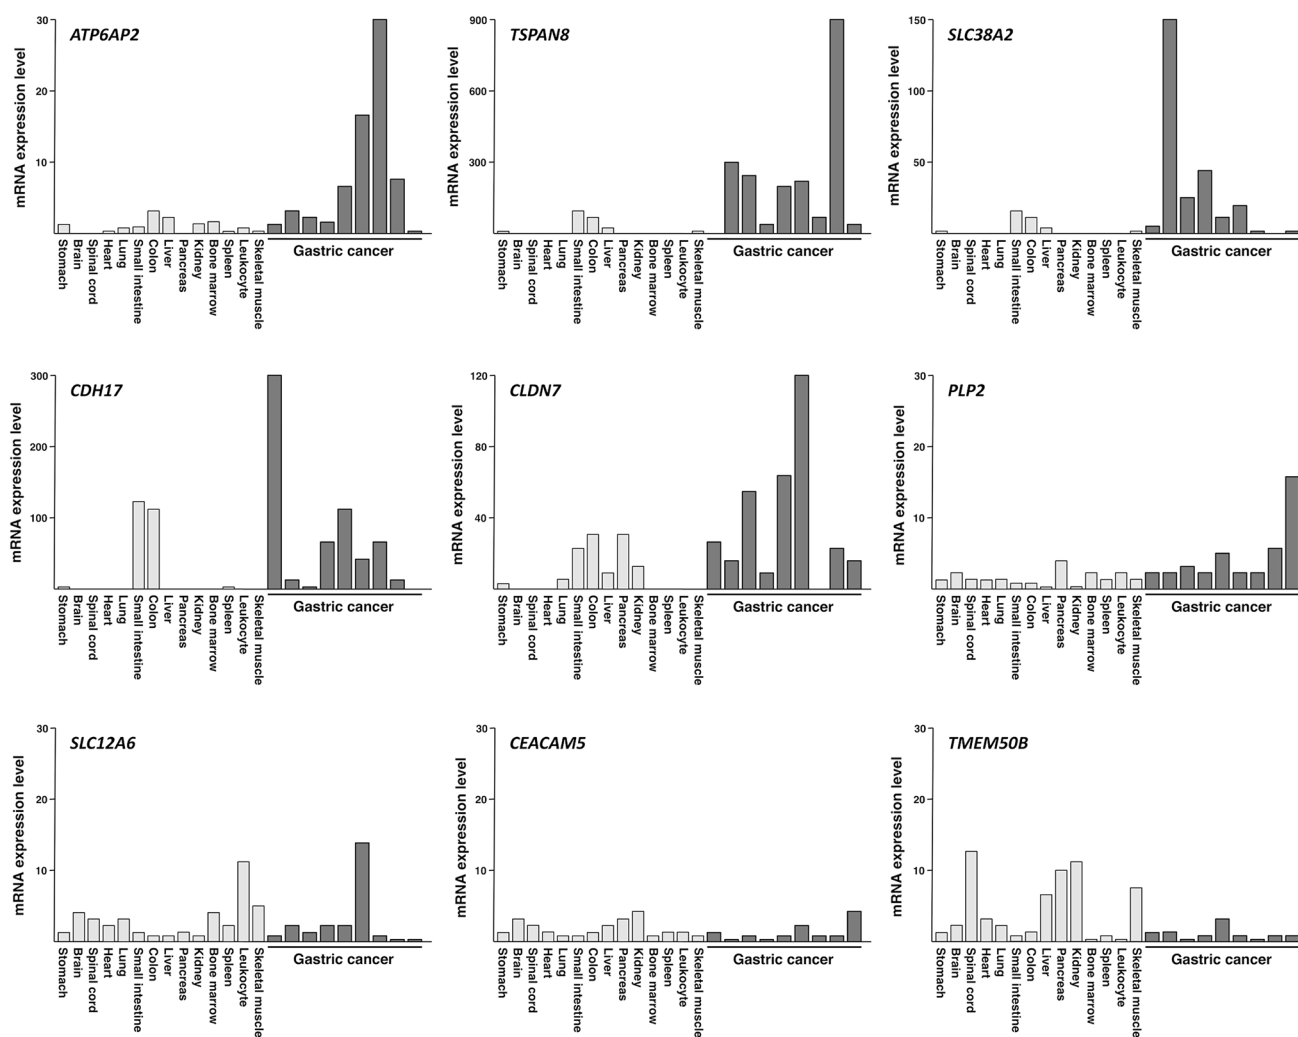 ATP6AP2
mRNA expression level
30
20
10
Stomach
Brain
Spinal cord
Heart
Lung
Small intestine
Colon
Liver
Pancreas
Kidney
Bone marrow
Spleen
Leukocyte
Skeletal muscle
Gastric cancer
TSPAN8
mRNA expression level
900
600
300
Stomach
Brain
Spinal cord
Heart
Lung
Small intestine
Colon
Liver
Pancreas
Kidney
Bone marrow
Spleen
Leukocyte
Skeletal muscle
Gastric cancer
SLC38A2
mRNA expression level
150
100
50
Stomach
Brain
Spinal cord
Heart
Lung
Small intestine
Colon
Liver
Pancreas
Kidney
Bone marrow
Spleen
Leukocyte
Skeletal muscle
Gastric cancer
CDH17
mRNA expression level
300
200
100
Stomach
Brain
Spinal cord
Heart
Lung
Small intestine
Colon
Liver
Pancreas
Kidney
Bone marrow
Spleen
Leukocyte
Skeletal muscle
Gastric cancer
CLDN7
mRNA expression level
120
80
40
Stomach
Brain
Spinal cord
Heart
Lung
Small intestine
Colon
Liver
Pancreas
Kidney
Bone marrow
Spleen
Leukocyte
Skeletal muscle
Gastric cancer
PLP2
mRNA expression level
30
20
10
Stomach
Brain
Spinal cord
Heart
Lung
Small intestine
Colon
Liver
Pancreas
Kidney
Bone marrow
Spleen
Leukocyte
Skeletal muscle
Gastric cancer
SLC12A6
mRNA expression level
30
20
10
Stomach
Brain
Spinal cord
Heart
Lung
Small intestine
Colon
Liver
Pancreas
Kidney
Bone marrow
Spleen
Leukocyte
Skeletal muscle
Gastric cancer
CEACAM5
mRNA expression level
30
20
10
Stomach
Brain
Spinal cord
Heart
Lung
Small intestine
Colon
Liver
Pancreas
Kidney
Bone marrow
Spleen
Leukocyte
Skeletal muscle
Gastric cancer
TMEM50B
mRNA expression level
30
20
10
Stomach
Brain
Spinal cord
Heart
Lung
Small intestine
Colon
Liver
Pancreas
Kidney
Bone marrow
Spleen
Leukocyte
Skeletal muscle
Gastric cancer